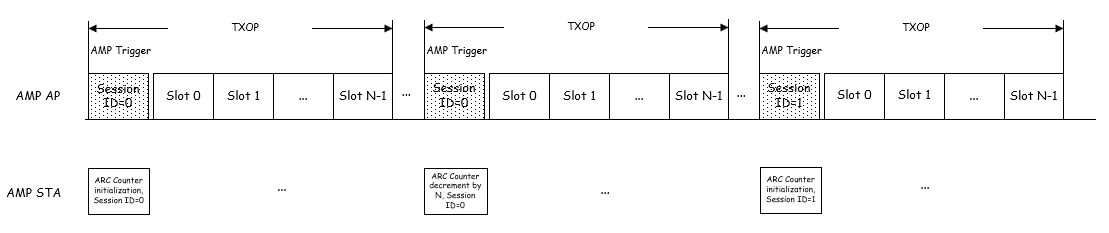 TXOP
TXOP
TXOP
AMP Trigger
AMP Trigger
AMP Trigger
AMP AP
Session
ID=0
Slot 0
Slot 1
...
Slot N-1
...
Session
ID=0
Slot 0
Slot 1
...
Slot N-1
...
Session
ID=1
Slot 0
Slot 1
...
Slot N-1
AMP STA
ARC Counter
initialization,
Session ID=0
...
ARC Counter
decrement by
N, Session
ID=0
...
ARC Counter
initialization,
Session ID=1
...